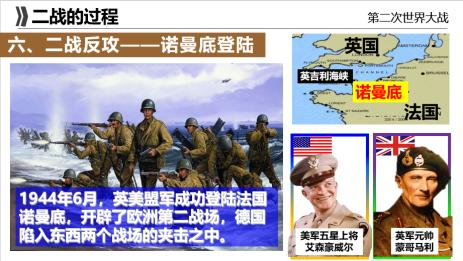 二战的过程
第二次世界大战
六、二战反攻——诺曼底登陆
英国
英吉利海峡
诺曼底
法国
1944年6月，英美盟军成功登陆法国
诺曼底，开辟了欧洲第二战场，德国
陷入东西两个战场的夹击之中。
美军五星上将
艾森豪威尔
英军元帅
蒙哥马利